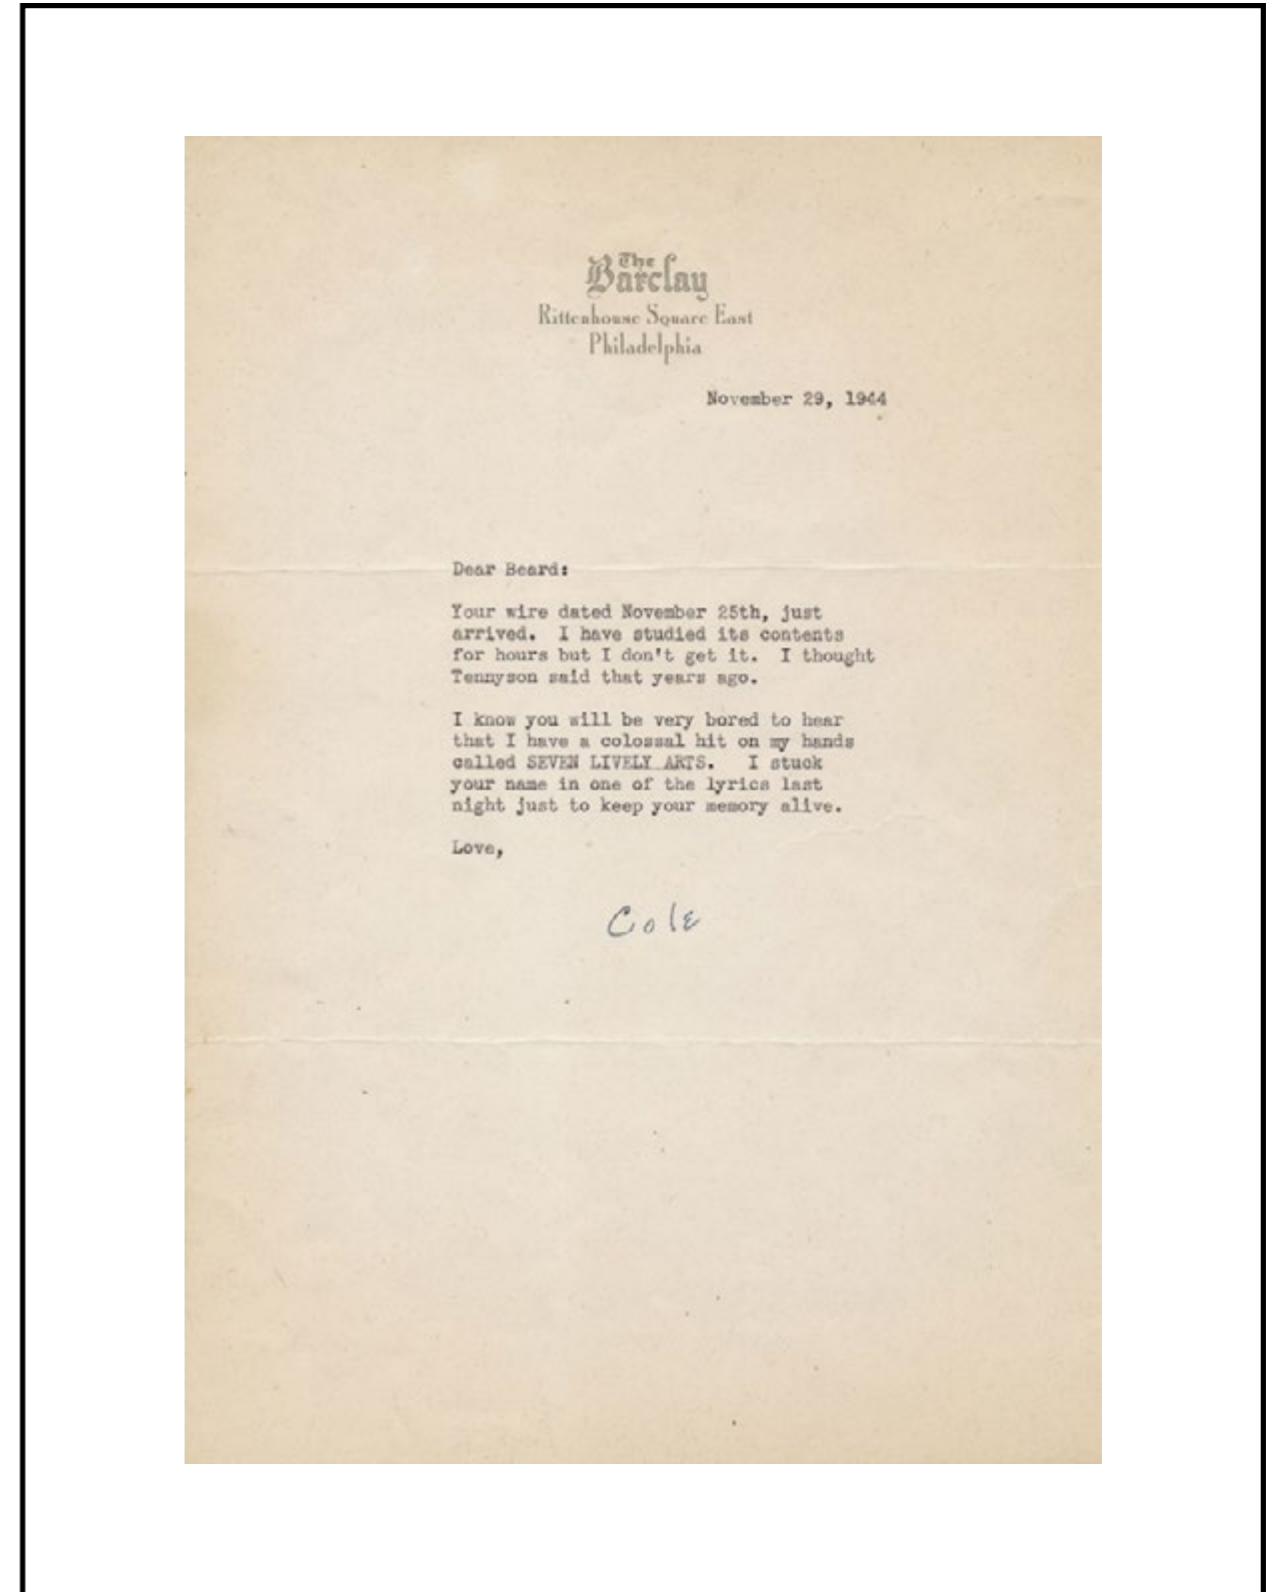 The
Barclay
Rittenhouse Square East
Philadelphia
November 29, 1944
Dear Beard:
Your wire dated November 25th, just
arrived. I have studied its contents
for hours but I don't get it. I thought
Tennyson said that years ago.
I know you will be very bored to hear
that I have a colossal hit on my hands
called SEVEN LIVELY ARTS. I stuck
your name in one of the lyrics last
night just to keep your memory alive.
Love,
Cole